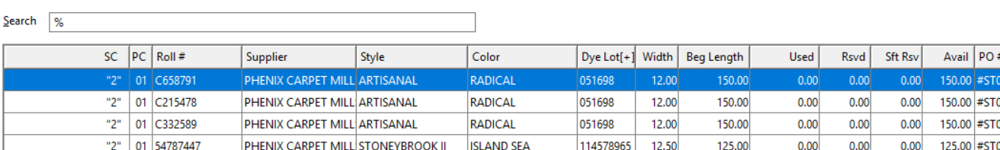 Search %
SC PC Roll # Supplier Style Color Dye Lot[+] Width Beg Length Used Rsvd Sft Rsv Avail PO #
"2" 01 C658791 PHENIX CARPET MILL ARTISANAL RADICAL 051698 12.00 150.00 0.00 0.00 0.00 150.00 #STO
"2" 01 C215478 PHENIX CARPET MILL ARTISANAL RADICAL 051698 12.00 150.00 0.00 0.00 0.00 150.00 #STO
"2" 01 C332589 PHENIX CARPET MILL ARTISANAL RADICAL 051698 12.00 150.00 0.00 0.00 0.00 150.00 #STO
"2" 01 54787447 PHENIX CARPET MILL STONEYBROOK II ISLAND SEA 114578965 12.50 125.00 0.00 0.00 0.00 125.00 #STO